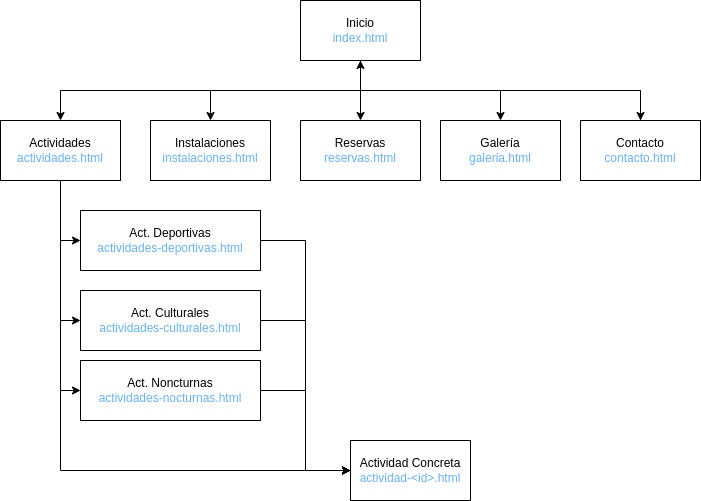 Inicio
index.html
Actividades
actividades.html
Instalaciones
instalaciones.html
Reservas
reservas.html
Galería
galeria.html
Contacto
contacto.html
Act. Deportivas
actividades-deportivas.html
Act. Culturales
actividades-culturales.html
Act. Noncturnas
actividades-nocturnas.html
Actividad Concreta
actividad-<id>.html